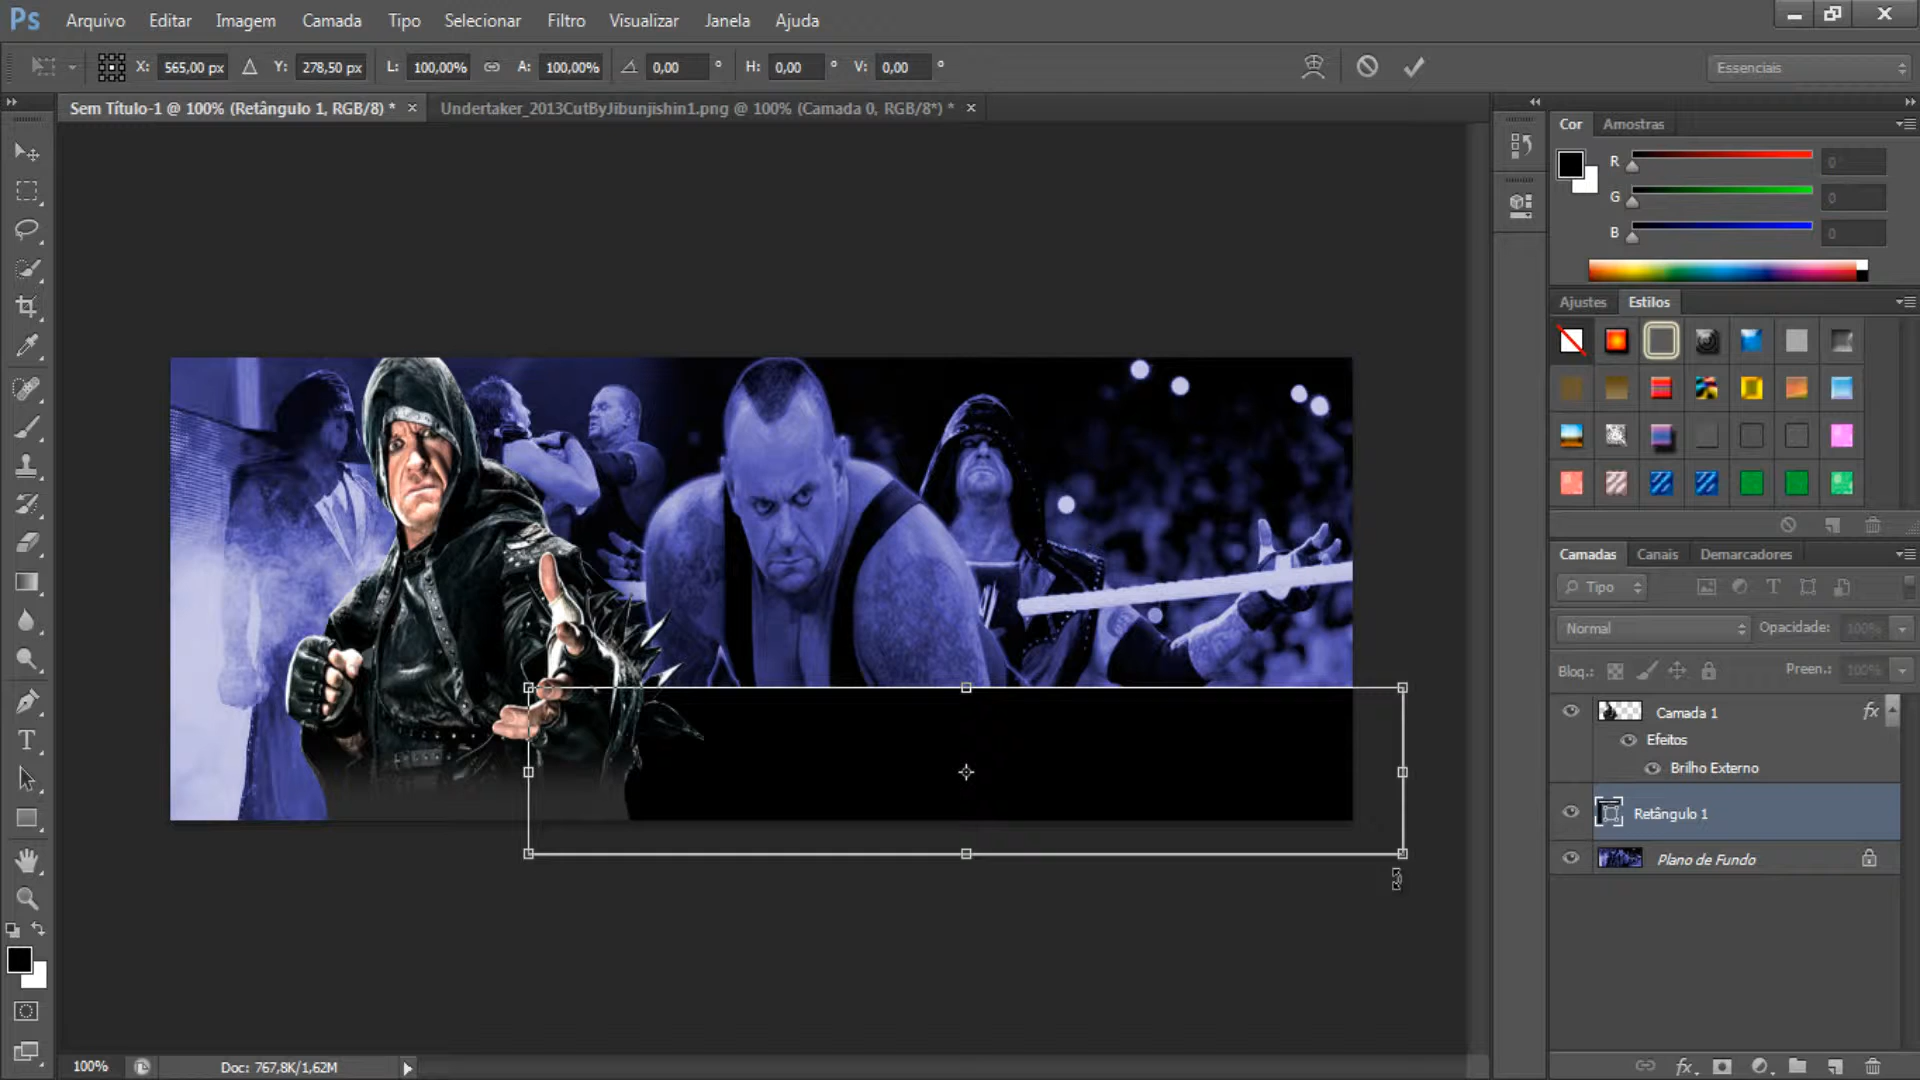 Ps Arquivo Editar Imagem Camada Tipo Selecionar Filtro Visualizar Janela Ajuda
X: 565,00 px Y: 278,50 px L: 100,00% A: 100,00% 0,00 ° H: 0,00 ° V: 0,00 ° Essenciais
Sem Título-1 @ 100% (Retângulo 1, RGB/8) * × Undertaker_2013CutByJibunjishin1.png @ 100% (Camada 0, RGB/8*) * ×
Cor Amostras
R 0
G 0
B 0
Ajustes Estilos
Camadas Canais Demarcadores
Tipo
Normal Opacidade: 100%
Bloq.: Preen.: 100%
Camada 1 fx
Efeitos
Brilho Externo
Retângulo 1
Plano de Fundo
100% Doc: 767,8K/1,62M
fx